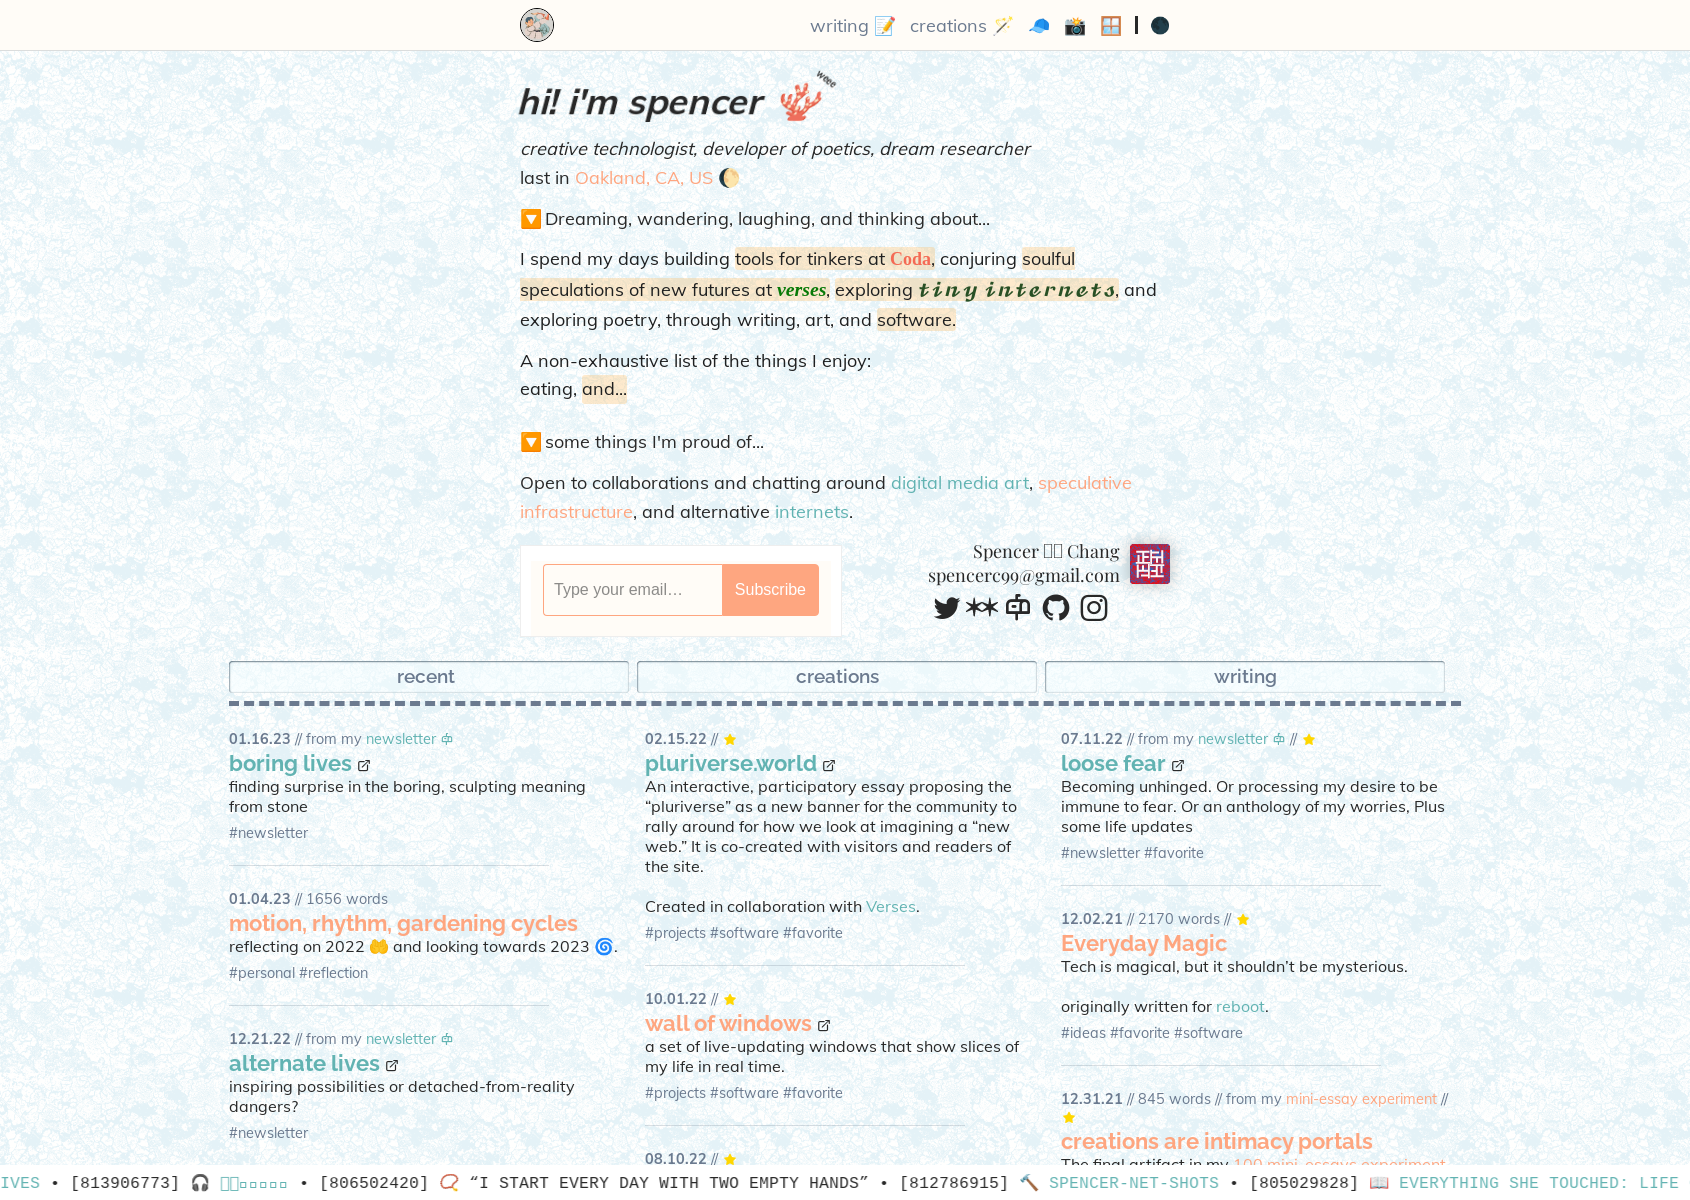 writing 📝 creations 🪄 🧢 📸 🪟 | 🌑
hi! i'm spencer 🪸 weee
creative technologist, developer of poetics, dream researcher
last in Oakland, CA, US 🌔
🔽 Dreaming, wandering, laughing, and thinking about...
I spend my days building tools for tinkers at Coda, conjuring soulful
speculations of new futures at verses, exploring tiny internets, and
exploring poetry, through writing, art, and software.
A non-exhaustive list of the things I enjoy:
eating, and...
🔽 some things I'm proud of...
Open to collaborations and chatting around digital media art, speculative
infrastructure, and alternative internets.
Type your email…
Subscribe
Spencer Chang
spencerc99@gmail.com
recent
creations
writing
01.16.23 // from my newsletter
boring lives
finding surprise in the boring, sculpting meaning
from stone
#newsletter
01.04.23 // 1656 words
motion, rhythm, gardening cycles
reflecting on 2022 🤲 and looking towards 2023 🌀.
#personal #reflection
12.21.22 // from my newsletter
alternate lives
inspiring possibilities or detached-from-reality
dangers?
#newsletter
02.15.22 // ⭐
pluriverse.world
An interactive, participatory essay proposing the
“pluriverse” as a new banner for the community to
rally around for how we look at imagining a “new
web.” It is co-created with visitors and readers of
the site.
Created in collaboration with Verses.
#projects #software #favorite
10.01.22 // ⭐
wall of windows
a set of live-updating windows that show slices of
my life in real time.
#projects #software #favorite
08.10.22 // ⭐
07.11.22 // from my newsletter // ⭐
loose fear
Becoming unhinged. Or processing my desire to be
immune to fear. Or an anthology of my worries, Plus
some life updates
#newsletter #favorite
12.02.21 // 2170 words // ⭐
Everyday Magic
Tech is magical, but it shouldn’t be mysterious.
originally written for reboot.
#ideas #favorite #software
12.31.21 // 845 words // from my mini-essay experiment //
⭐
creations are intimacy portals
The final artifact in my 100 mini-essays experiment
IVES • [813906773] 🎧 • [806502420] 📿 “I START EVERY DAY WITH TWO EMPTY HANDS” • [812786915] 🔨 SPENCER-NET-SHOTS • [805029828] 📖 EVERYTHING SHE TOUCHED: LIFE